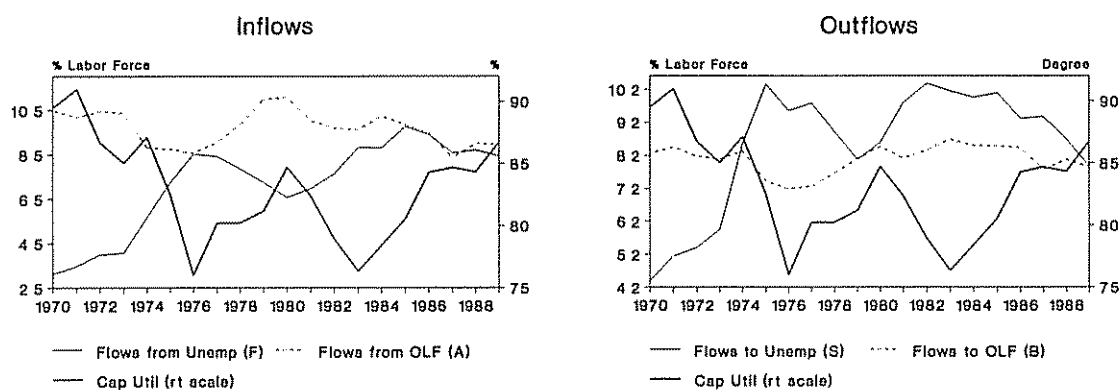 Inflows
% Labor Force %
10 5
8 5
6 5
4 5
2 5
90
85
80
75
1970 1972 1974 1976 1978 1980 1982 1984 1986 1988
Flows from Unemp (F) Flows from OLF (A)
Cap Util (rt scale)
Outflows
% Labor Force Degree
10 2
9 2
8 2
7 2
6 2
5 2
4 2
90
85
80
75
1970 1972 1974 1976 1978 1980 1982 1984 1986 1988
Flows to Unemp (S) Flows to OLF (B)
Cap Util (rt scale)